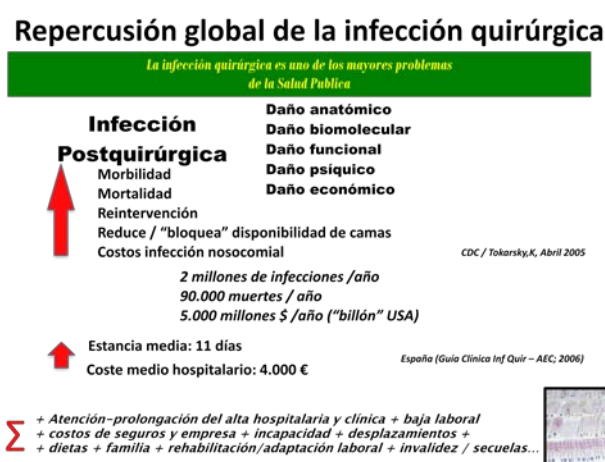 Repercusión global de la infección quirúrgica
La infección quirúrgica es uno de los mayores problemas
de la Salud Publica
Infección
Postquirúrgica
Daño anatómico
Daño biomolecular
Daño funcional
Daño psíquico
Daño económico
Morbilidad
Mortalidad
Reintervención
Reduce / “bloquea” disponibilidad de camas
Costos infección nosocomial
CDC / Tokarsky,K, Abril 2005
2 millones de infecciones /año
90.000 muertes / año
5.000 millones $ /año (“billón” USA)
Estancia media: 11 días
Coste medio hospitalario: 4.000 €
España (Guía Clínica Inf Quir – AEC; 2006)
Σ
+ Atención-prolongación del alta hospitalaria y clínica + baja laboral
+ costos de seguros y empresa + incapacidad + desplazamientos +
+ dietas + familia + rehabilitación/adaptación laboral + invalidez / secuelas...